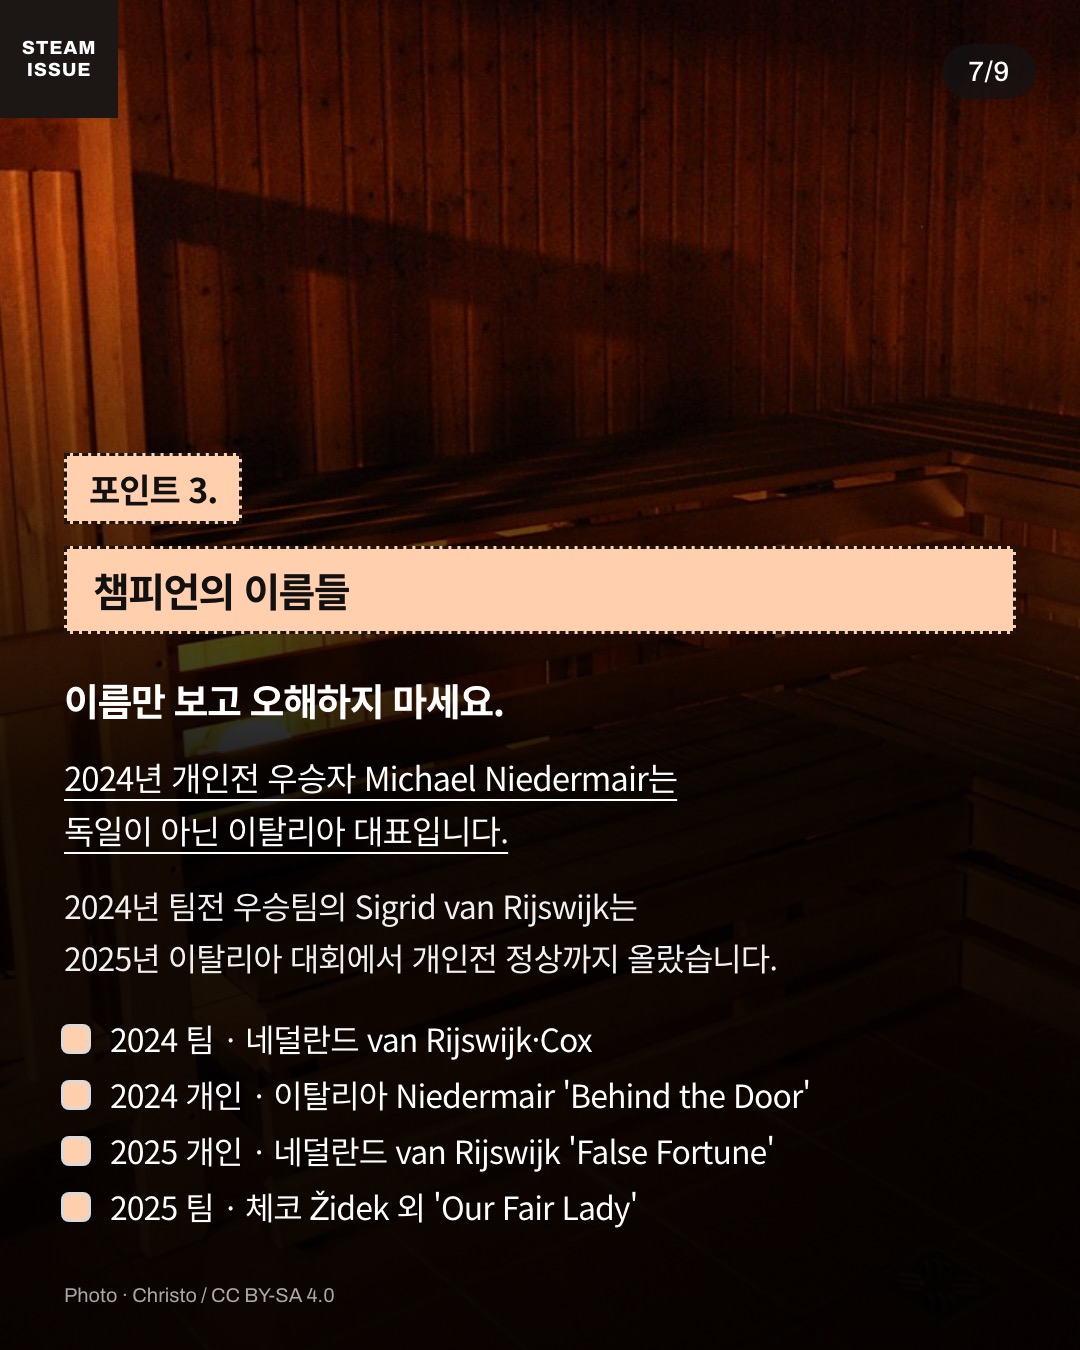 STEAM
ISSUE
7/9
포인트 3.
챔피언의 이름들
이름만 보고 오해하지 마세요.
2024년 개인전 우승자 Michael Niedermair는
독일이 아닌 이탈리아 대표입니다.
2024년 팀전 우승팀의 Sigrid van Rijswijk는
2025년 이탈리아 대회에서 개인전 정상까지 올랐습니다.
2024 팀 · 네덜란드 van Rijswijk·Cox
2024 개인 · 이탈리아 Niedermair 'Behind the Door'
2025 개인 · 네덜란드 van Rijswijk 'False Fortune'
2025 팀 · 체코 Židek 외 'Our Fair Lady'
Photo · Christo / CC BY-SA 4.0